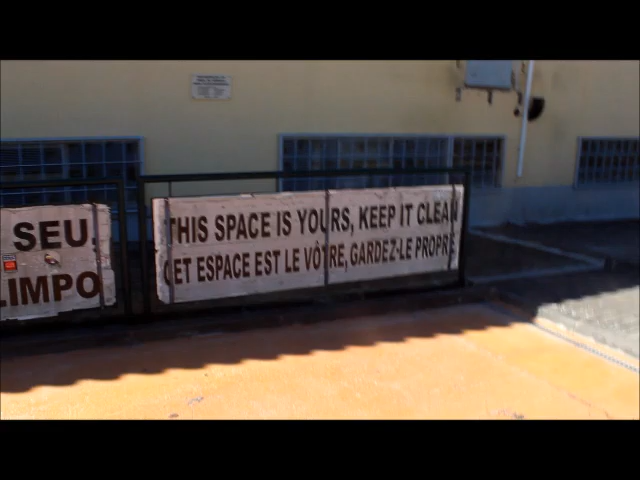 SEU,
LIMPO
THIS SPACE IS YOURS, KEEP IT CLEAN
CET ESPACE EST LE VÔTRE, GARDEZ-LE PROPRE